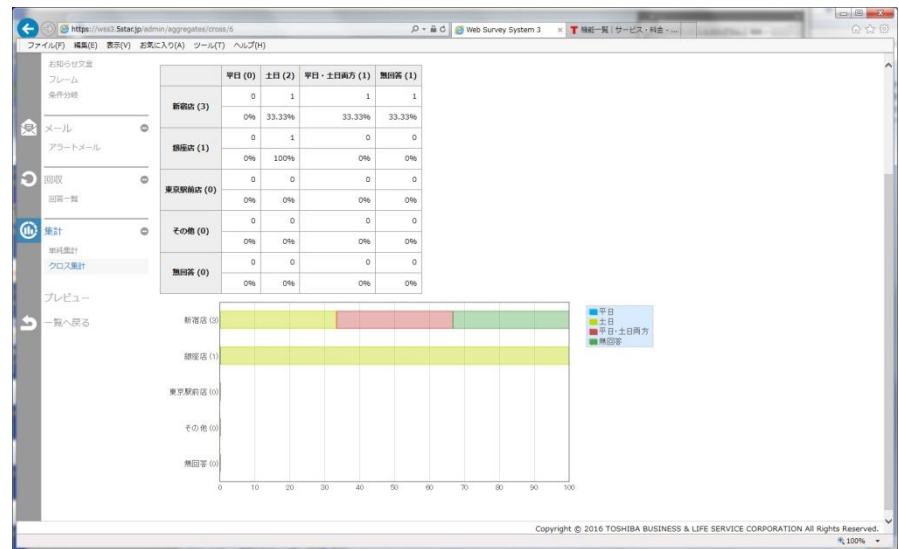 https://wss3.5star.jp/admin/aggregates/cross/6
Web Survey System 3
機能一覧 | サービス・料金 - ...
ファイル(F) 編集(E) 表示(V) お気に入り(A) ツール(T) ヘルプ(H)
お知らせ文言
フレーム
条件分岐
メール
アラートメール
回収
回答一覧
集計
単純集計
クロス集計
プレビュー
一覧へ戻る
平日 (0) 土日 (2) 平日・土日両方 (1) 無回答 (1)
新宿店 (3) 0 1 1 1
0% 33.33% 33.33% 33.33%
銀座店 (1) 0 1 0 0
0% 100% 0% 0%
東京駅前店 (0) 0 0 0 0
0% 0% 0% 0%
その他 (0) 0 0 0 0
0% 0% 0% 0%
無回答 (0) 0 0 0 0
0% 0% 0% 0%
新宿店 (3)
銀座店 (1)
東京駅前店 (0)
その他 (0)
無回答 (0)
0 10 20 30 40 50 60 70 80 90 100
平日
土日
平日・土日両方
無回答
Copyright © 2016 TOSHIBA BUSINESS & LIFE SERVICE CORPORATION All Rights Reserved.
100%